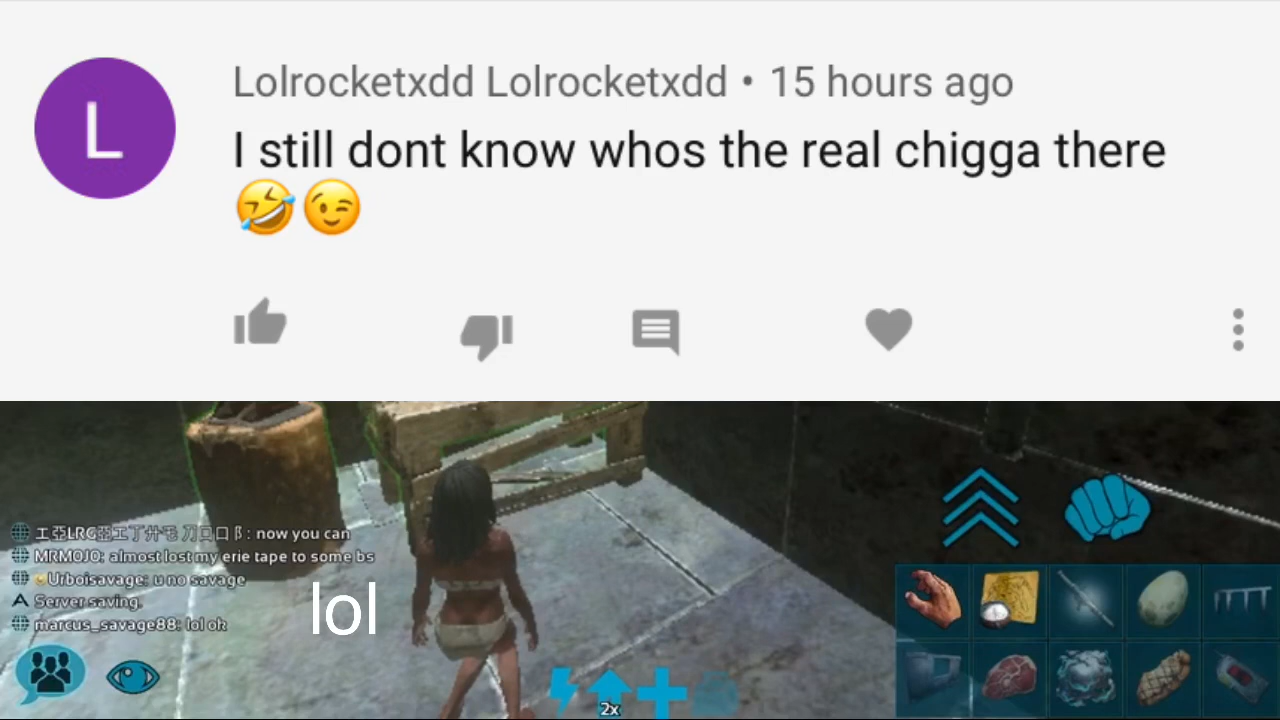 L
Lolrocketxdd Lolrocketxdd • 15 hours ago
I still dont know whos the real chigga there
🤣😉
now you can
MRMOJO: almost lost my erie tape to some bs
Urboisavage: u no savage
Server saving.
marcus_savage88: lol ok
lol
2x